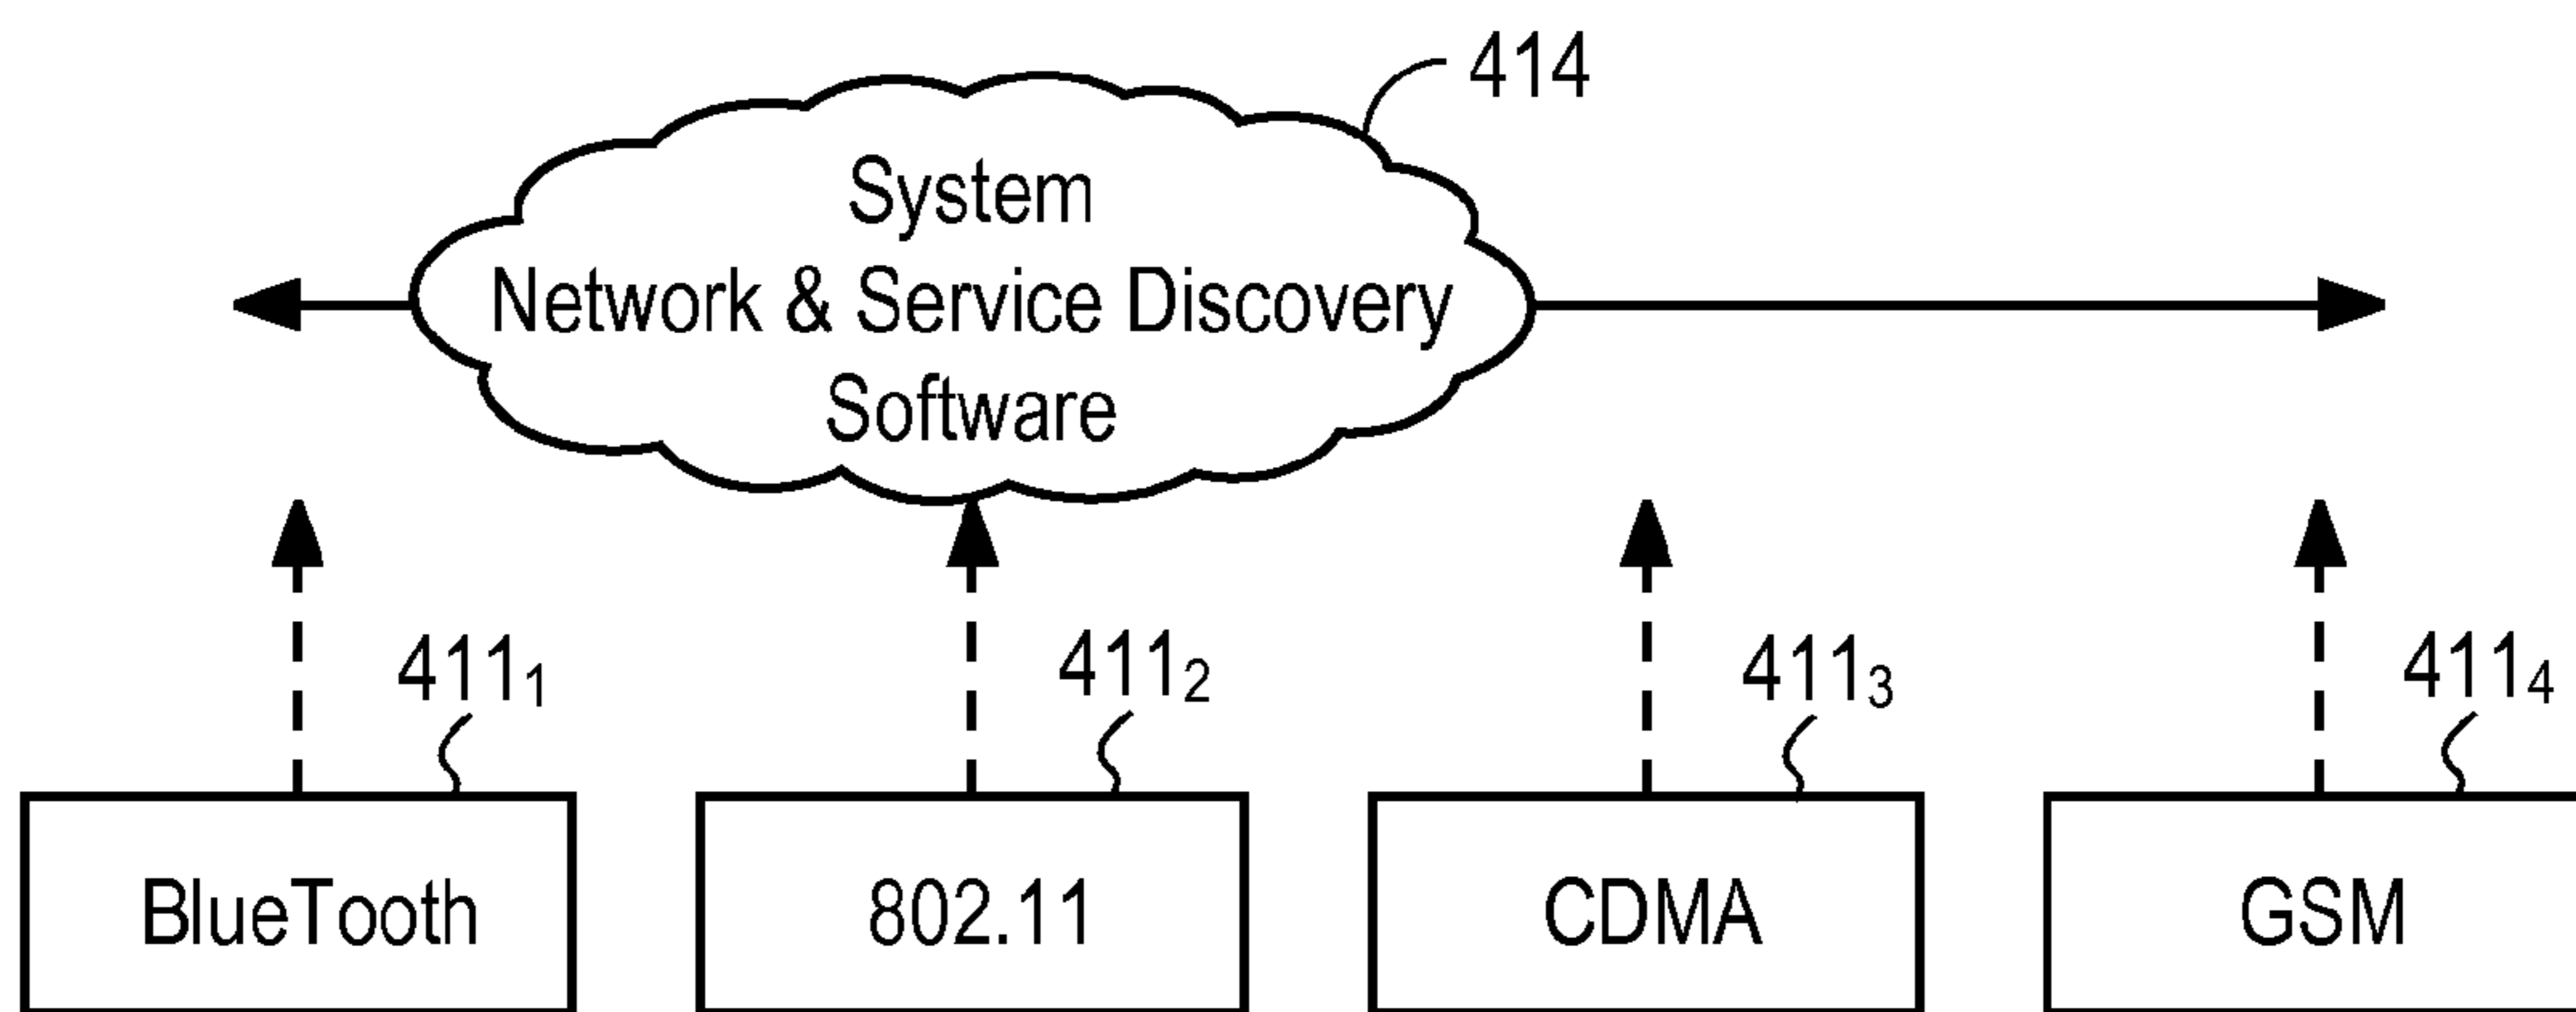 414
System
Network & Service Discovery
Software
411₁
411₂
411₃
411₄
BlueTooth
802.11
CDMA
GSM